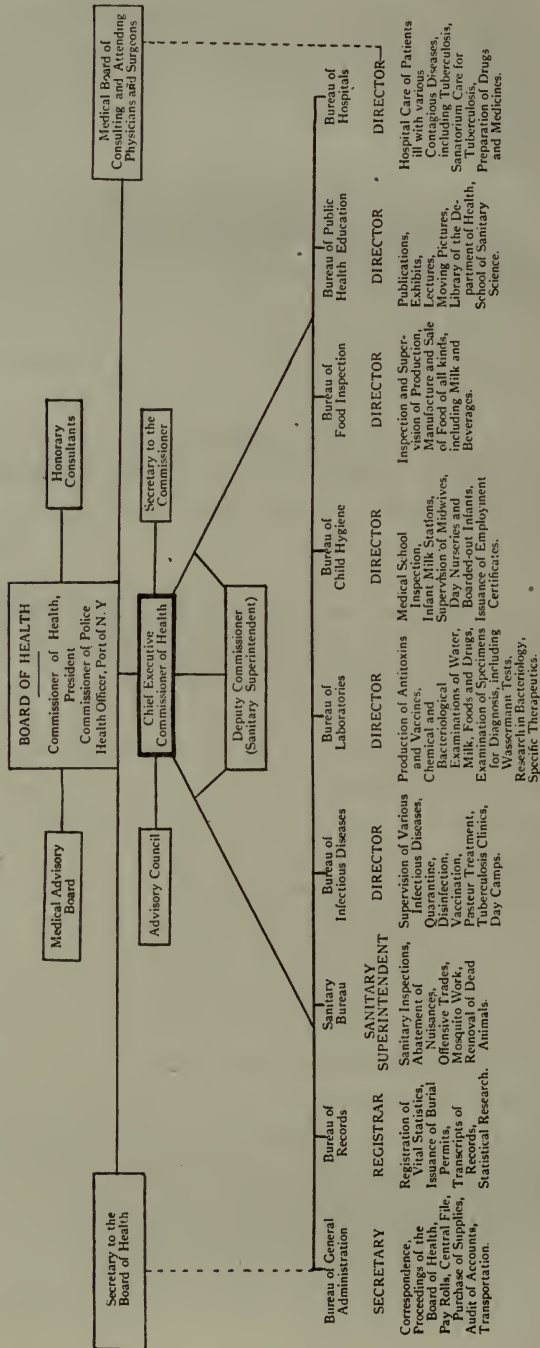 BOARD OF HEALTH
Commissioner of Health,
President
Commissioner of Police
Health Officer, Port of N. Y
Medical Advisory
Board
Honorary
Consultants
Secretary to the
Board of Health
Medical Board of
Consulting and Attending
Physicians and Surgeons
Advisory Council
Chief Executive
Commissioner of Health
Secretary to the
Commissioner
Deputy Commissioner
(Sanitary Superintendent)
Bureau of General
Administration
SECRETARY
Correspondence,
Proceedings of the
Board of Health,
Pay Rolls, Central File,
Purchase of Supplies,
Audit of Accounts,
Transportation.
Bureau of
Records
REGISTRAR
Registration of
Vital Statistics,
Issuance of Burial
Permits,
Transcripts of
Records,
Statistical Research.
Sanitary
Bureau
SANITARY
SUPERINTENDENT
Sanitary Inspections,
Abatement of
Nuisances,
Offensive Trades,
Mosquito Work,
Removal of Dead
Animals.
Bureau of
Infectious Diseases
DIRECTOR
Supervision of Various
Infectious Diseases,
Quarantine,
Disinfection,
Vaccination,
Pasteur Treatment,
Tuberculosis Clinics,
Day Camps.
Bureau of
Laboratories
DIRECTOR
Production of Antitoxins
and Vaccines,
Chemical and
Bacteriological
Examinations of Water,
Milk, Foods and Drugs,
Examination of Specimens
for Diagnosis, including
Wassermann Tests,
Research in Bacteriology,
Specific Therapeutics.
Bureau of
Child Hygiene
DIRECTOR
Medical School
Inspection,
Infant Milk Stations,
Supervision of Midwives,
Day Nurseries and
Boarded-out Infants,
Issuance of Employment
Certificates.
Bureau of
Food Inspection
DIRECTOR
Inspection and Super-
vision of Production,
Manufacture and Sale
of Food of all kinds,
including Milk and
Beverages.
Bureau of Public
Health Education
DIRECTOR
Publications,
Exhibits,
Lectures,
Moving Pictures,
Library of the De-
partment of Health,
School of Sanitary
Science.
Bureau of
Hospitals
DIRECTOR
Hospital Care of Patients
ill with various
Contagious Diseases,
including Tuberculosis,
Sanatorium Care for
Tuberculosis,
Preparation of Drugs
and Medicines.